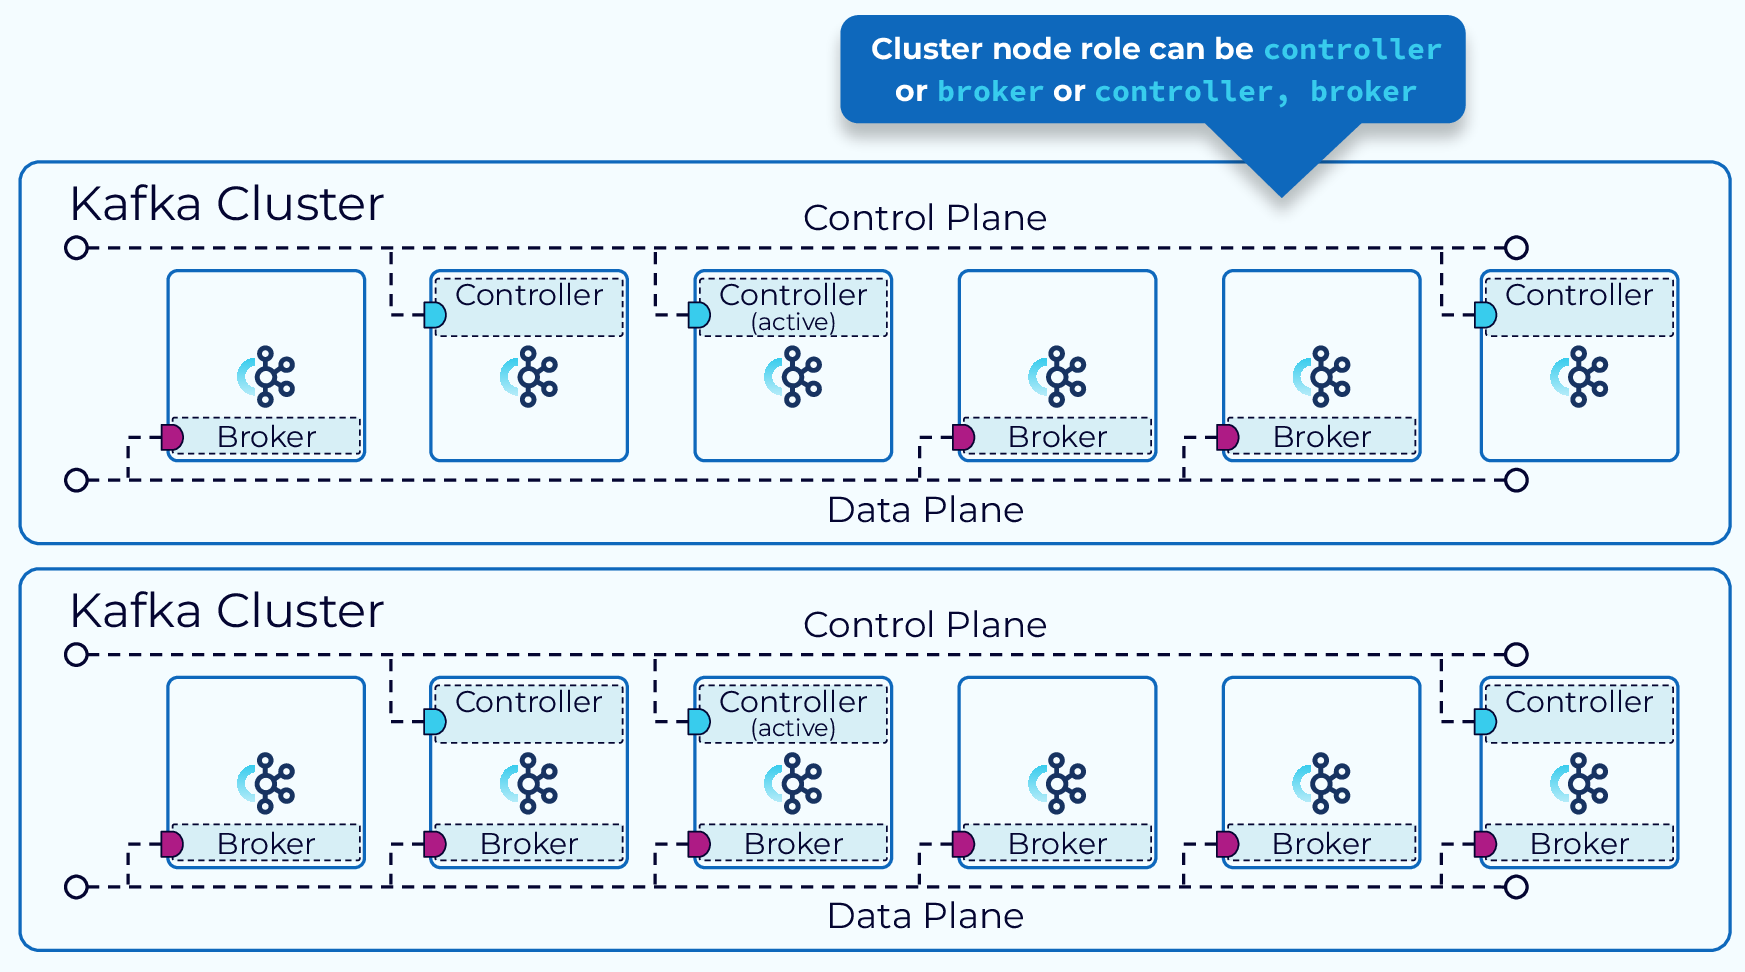 Cluster node role can be controller
or broker or controller, broker
Kafka Cluster
Control Plane
Controller
Controller
(active)
Controller
Broker
Broker
Broker
Data Plane
Kafka Cluster
Control Plane
Controller
Controller
(active)
Controller
Broker
Broker
Broker
Broker
Broker
Broker
Data Plane